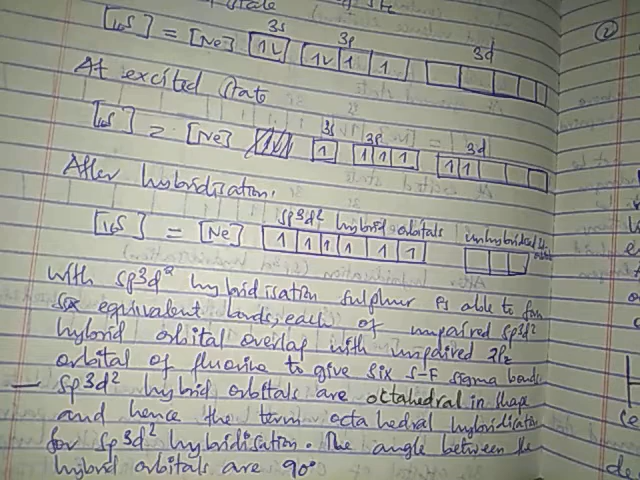 state
[₁₆S] = [Ne] 3s [1L] 3p [1L|1|1] 3d
At excited state
[₁₆S] = [Ne] 3s [1] 3p [1|1|1] 3d [1|1| | | ]
After hybridisation.
[₁₆S] = [Ne] sp3d² hybrid orbitals [1|1|1|1|1|1] unhybridised
With sp3d² hybridisation sulphur is able to form
six equivalent bonds, each of unpaired sp3d²
hybrid orbital overlap with unpaired 2Pz
orbital of fluorine to give six S-F sigma bonds.
— sp3d² hybrid orbitals are octahedral in shape
and hence the term octahedral hybridisation
for sp3d² hybridisation. The angle between the
hybrid orbitals are 90°
②